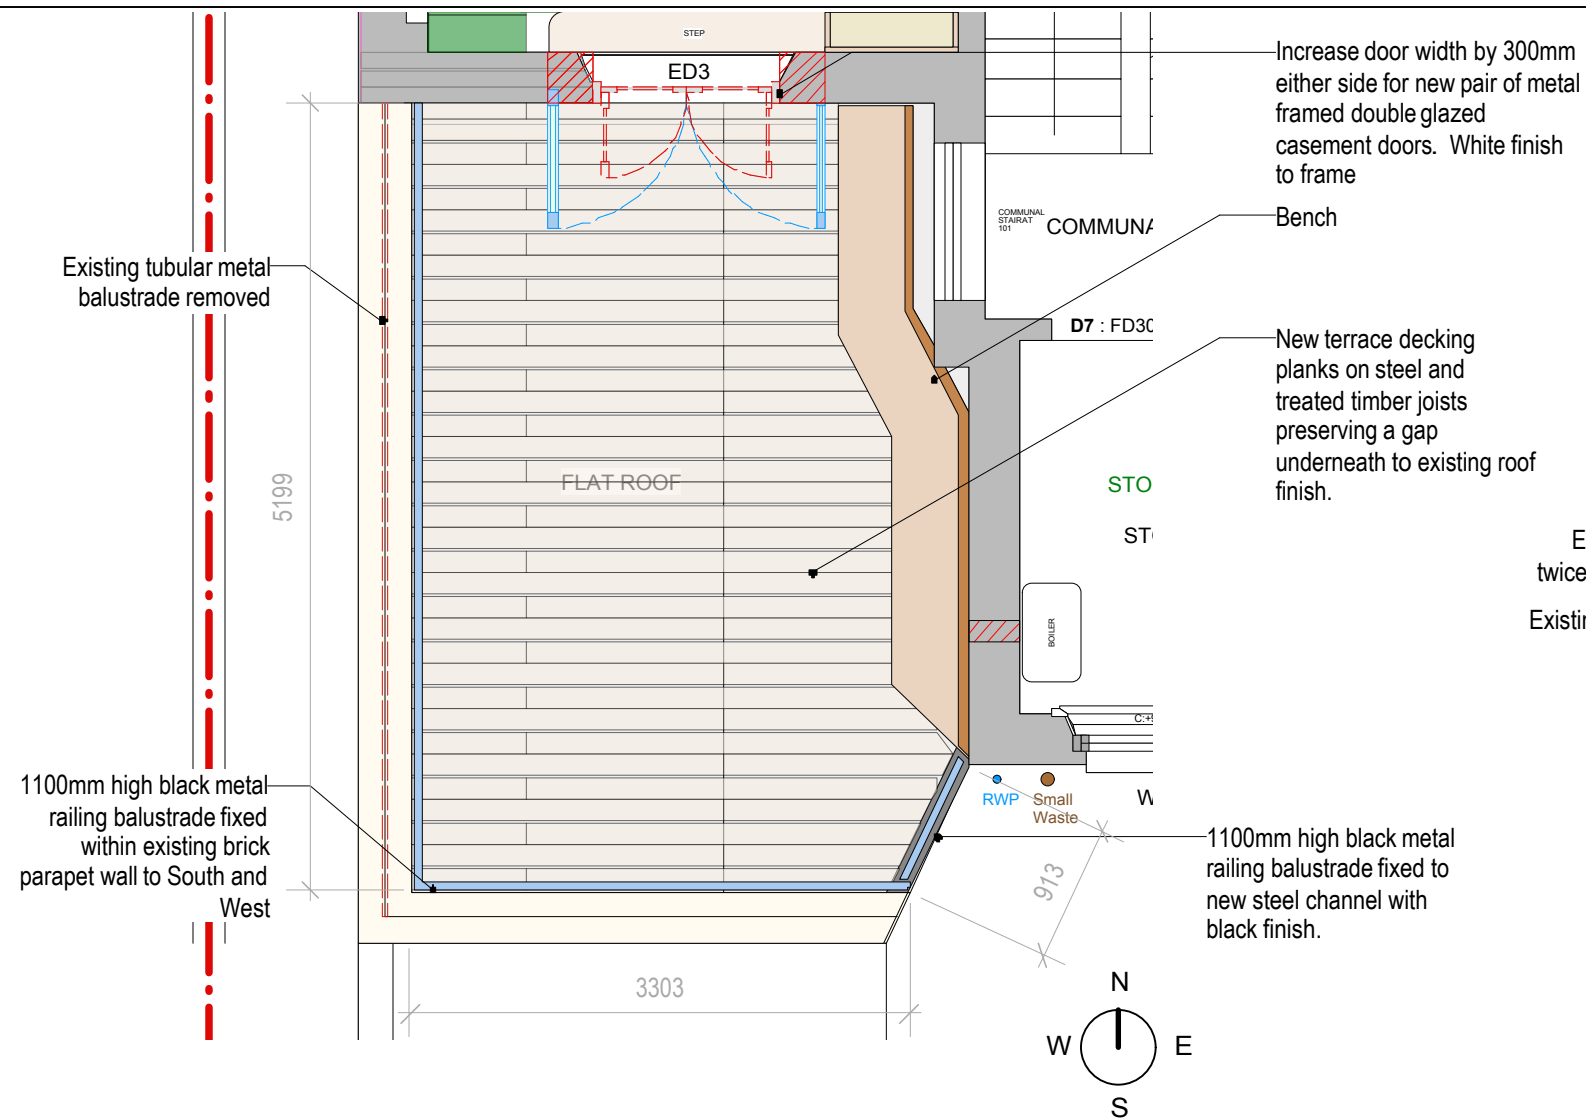 STEP
ED3
Increase door width by 300mm
either side for new pair of metal
framed double glazed
casement doors. White finish
to frame
COMMUNAL
STAIRAT
101
COMMUNA
Bench
Existing tubular metal
balustrade removed
D7 : FD30
New terrace decking
planks on steel and
treated timber joists
preserving a gap
underneath to existing roof
finish.
5199
FLAT ROOF
STO
STO
E
twice
Existin
BOILER
C:+
1100mm high black metal
railing balustrade fixed
within existing brick
parapet wall to South and
West
RWP
Small
Waste
W
913
1100mm high black metal
railing balustrade fixed to
new steel channel with
black finish.
3303
N
W
E
S